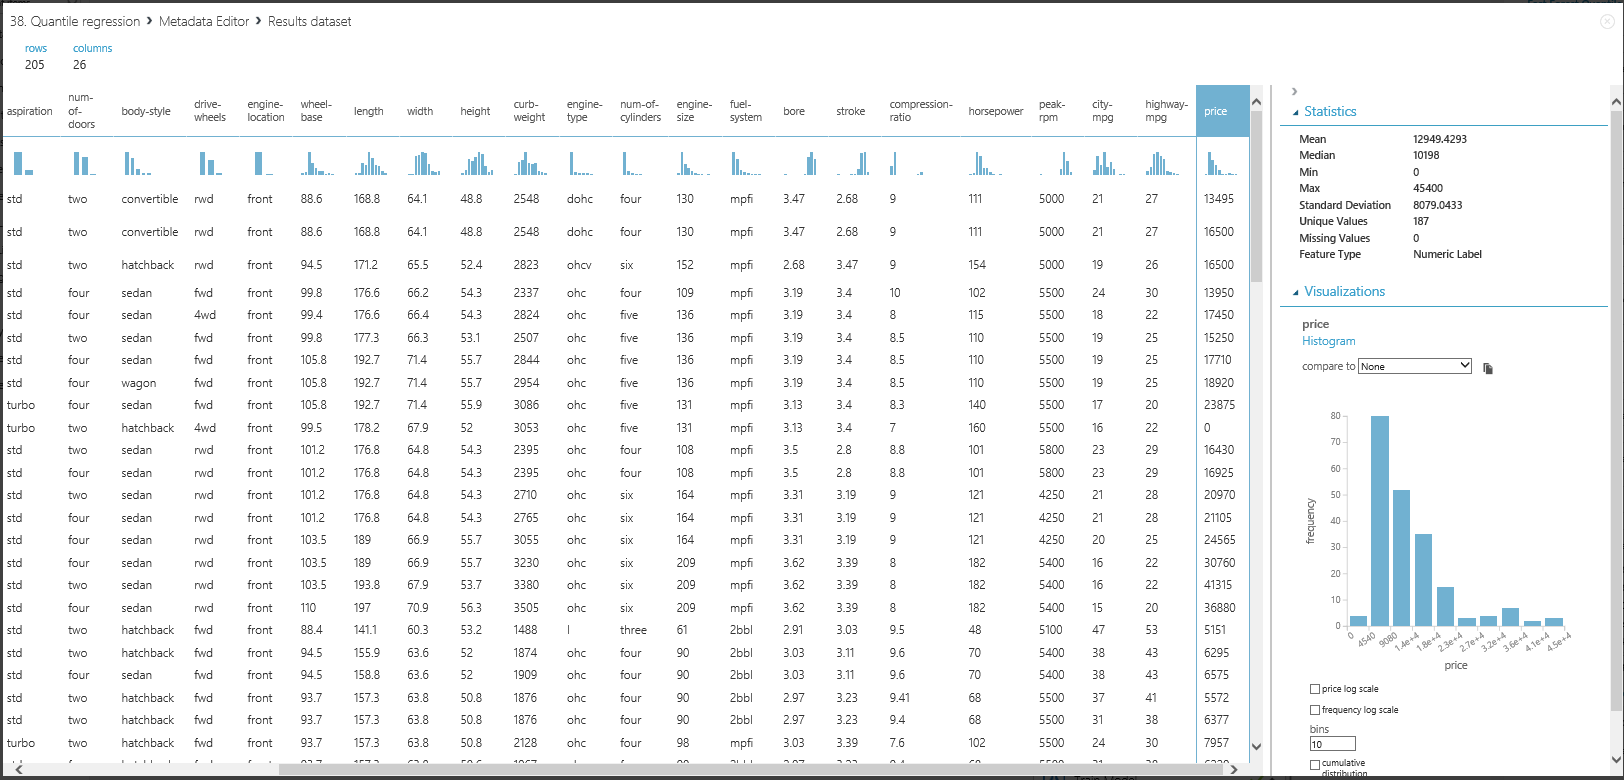 38. Quantile regression › Metadata Editor › Results dataset
rows columns
205 26
aspiration num-of-doors body-style drive-wheels engine-location wheel-base length width height curb-weight engine-type num-of-cylinders engine-size fuel-system bore stroke compression-ratio horsepower peak-rpm city-mpg highway-mpg price
std two convertible rwd front 88.6 168.8 64.1 48.8 2548 dohc four 130 mpfi 3.47 2.68 9 111 5000 21 27 13495
std two convertible rwd front 88.6 168.8 64.1 48.8 2548 dohc four 130 mpfi 3.47 2.68 9 111 5000 21 27 16500
std two hatchback rwd front 94.5 171.2 65.5 52.4 2823 ohcv six 152 mpfi 2.68 3.47 9 154 5000 19 26 16500
std four sedan fwd front 99.8 176.6 66.2 54.3 2337 ohc four 109 mpfi 3.19 3.4 10 102 5500 24 30 13950
std four sedan 4wd front 99.4 176.6 66.4 54.3 2824 ohc five 136 mpfi 3.19 3.4 8 115 5500 18 22 17450
std two sedan fwd front 99.8 177.3 66.3 53.1 2507 ohc five 136 mpfi 3.19 3.4 8.5 110 5500 19 25 15250
std four sedan fwd front 105.8 192.7 71.4 55.7 2844 ohc five 136 mpfi 3.19 3.4 8.5 110 5500 19 25 17710
std four wagon fwd front 105.8 192.7 71.4 55.7 2954 ohc five 136 mpfi 3.19 3.4 8.5 110 5500 19 25 18920
turbo four sedan fwd front 105.8 192.7 71.4 55.9 3086 ohc five 131 mpfi 3.13 3.4 8.3 140 5500 17 20 23875
turbo two hatchback 4wd front 99.5 178.2 67.9 52 3053 ohc five 131 mpfi 3.13 3.4 7 160 5500 16 22 0
std two sedan rwd front 101.2 176.8 64.8 54.3 2395 ohc four 108 mpfi 3.5 2.8 8.8 101 5800 23 29 16430
std four sedan rwd front 101.2 176.8 64.8 54.3 2395 ohc four 108 mpfi 3.5 2.8 8.8 101 5800 23 29 16925
std two sedan rwd front 101.2 176.8 64.8 54.3 2710 ohc six 164 mpfi 3.31 3.19 9 121 4250 21 28 20970
std four sedan rwd front 101.2 176.8 64.8 54.3 2765 ohc six 164 mpfi 3.31 3.19 9 121 4250 21 28 21105
std four sedan rwd front 103.5 189 66.9 55.7 3055 ohc six 164 mpfi 3.31 3.19 9 121 4250 20 25 24565
std four sedan rwd front 103.5 189 66.9 55.7 3230 ohc six 209 mpfi 3.62 3.39 8 182 5400 16 22 30760
std two sedan rwd front 103.5 193.8 67.9 53.7 3380 ohc six 209 mpfi 3.62 3.39 8 182 5400 16 22 41315
std four sedan rwd front 110 197 70.9 56.3 3505 ohc six 209 mpfi 3.62 3.39 8 182 5400 15 20 36880
std two hatchback fwd front 88.4 141.1 60.3 53.2 1488 l three 61 2bbl 2.91 3.03 9.5 48 5100 47 53 5151
std two hatchback fwd front 94.5 155.9 63.6 52 1874 ohc four 90 2bbl 3.03 3.11 9.6 70 5400 38 43 6295
std four sedan fwd front 94.5 158.8 63.6 52 1909 ohc four 90 2bbl 3.03 3.11 9.6 70 5400 38 43 6575
std two hatchback fwd front 93.7 157.3 63.8 50.8 1876 ohc four 90 2bbl 2.97 3.23 9.41 68 5500 37 41 5572
std two hatchback fwd front 93.7 157.3 63.8 50.8 1876 ohc four 90 2bbl 2.97 3.23 9.4 68 5500 31 38 6377
turbo two hatchback fwd front 93.7 157.3 63.8 50.8 2128 ohc four 98 mpfi 3.03 3.39 7.6 102 5500 24 30 7957
Statistics
Mean 12949.4293
Median 10198
Min 0
Max 45400
Standard Deviation 8079.0433
Unique Values 187
Missing Values 0
Feature Type Numeric Label
Visualizations
price
Histogram
compare to None
80
70
60
50
40
30
20
10
0
frequency
0 4540 9080 1.4e+4 1.8e+4 2.3e+4 2.7e+4 3.2e+4 3.6e+4 4.1e+4 4.5e+4
price
price log scale
frequency log scale
bins
10
cumulative
distribution